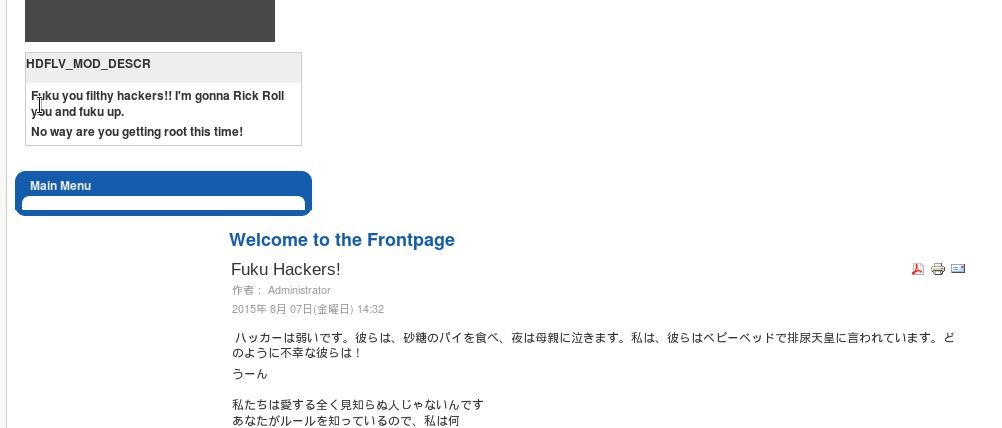 HDFLV_MOD_DESCR
Fuku you filthy hackers!! I'm gonna Rick Roll
you and fuku up.
No way are you getting root this time!
Main Menu
Welcome to the Frontpage
Fuku Hackers!
作者： Administrator
2015年 8月 07日(金曜日) 14:32
ハッカーは弱いです。彼らは、砂糖のパイを食べ、夜は母親に泣きます。私は、彼らはベビーベッドで排尿天皇に言われています。ど
のように不幸な彼らは！
うーん
私たちは愛する全く見知らぬ人じゃないんです
あなたがルールを知っているので、私は何